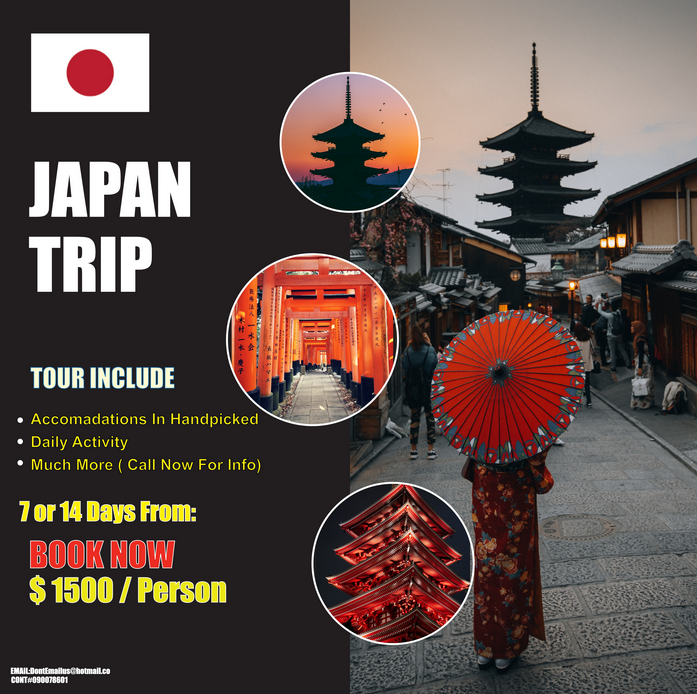 JAPAN
TRIP
TOUR INCLUDE
Accomadations In Handpicked
Daily Activity
Much More ( Call Now For Info)
7 or 14 Days From:
BOOK NOW
$ 1500 / Person
EMAIL:DontEmailus@hotmail.co
CONT#090078601